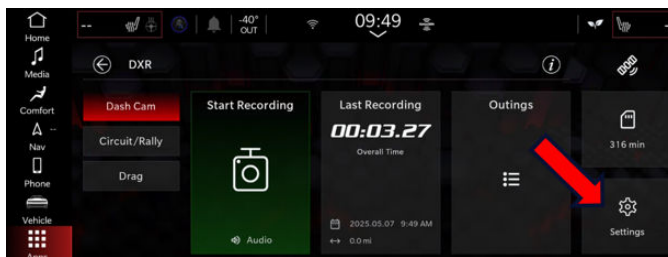 -- -40° OUT 09:49
Home
Media
Comfort
Nav --
Phone
Vehicle
Apps
DXR
Dash Cam
Circuit/Rally
Drag
Start Recording
Audio
Last Recording
00:03.27
Overall Time
2025.05.07 9:49 AM
0.0 mi
Outings
316 min
Settings